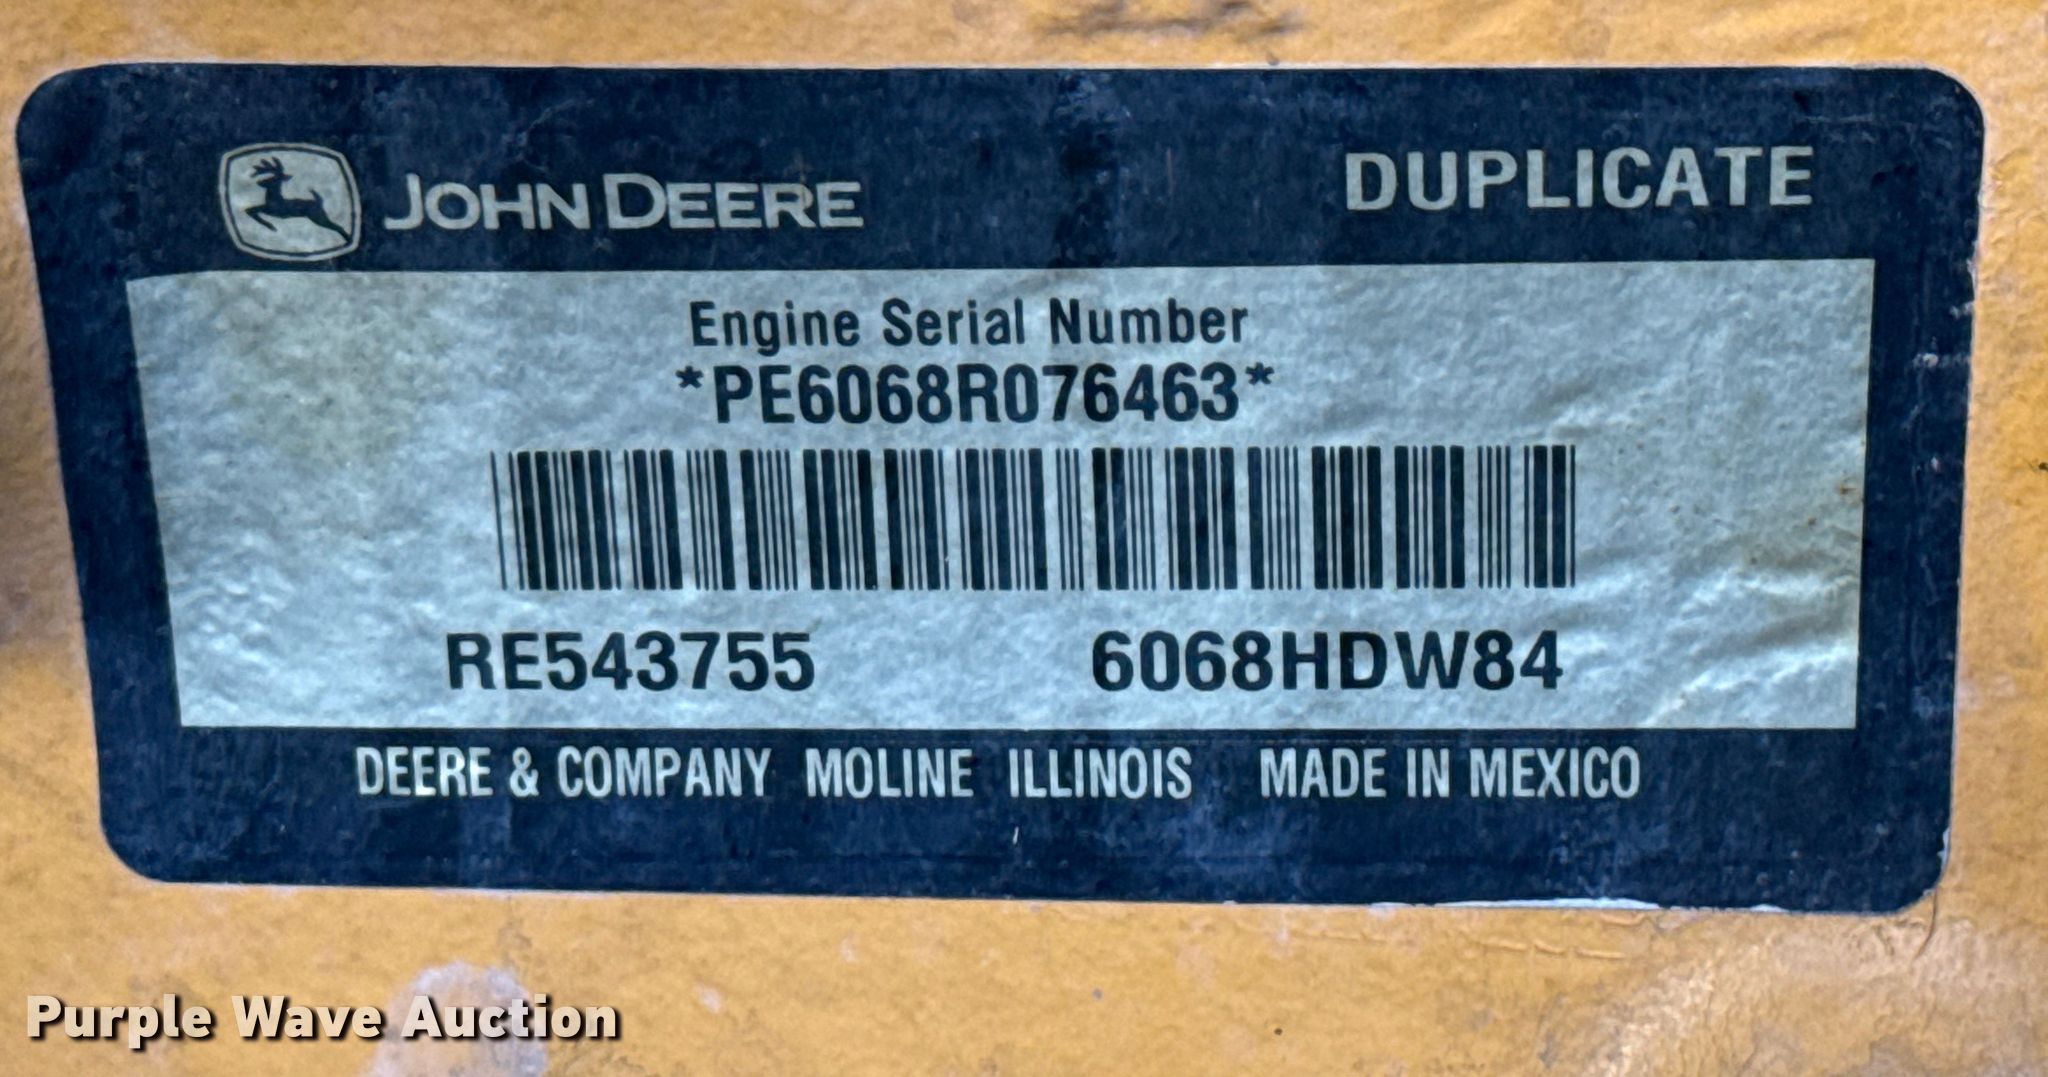 JOHN DEERE
DUPLICATE
Engine Serial Number
*PE6068R076463*
RE543755 6068HDW84
DEERE & COMPANY MOLINE ILLINOIS MADE IN MEXICO
Purple Wave Auction